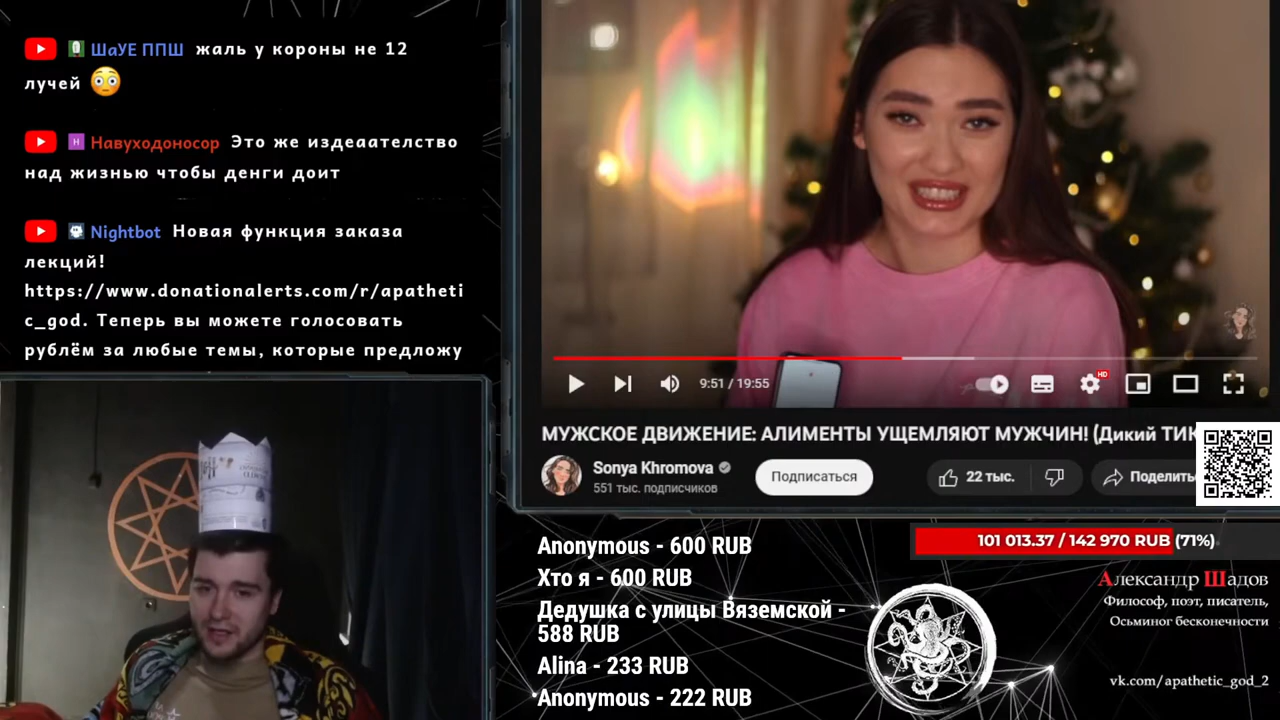 ШаУЕ ППШ жаль у короны не 12
лучей
Н Навуходоносор Это же издеаателство
над жизнью чтобы денги доит
Nightbot Новая функция заказа
лекций!
https://www.donationalerts.com/r/apatheti
c_god. Теперь вы можете голосовать
рублём за любые темы, которые предложу
9:51 / 19:55
HD
МУЖСКОЕ ДВИЖЕНИЕ: АЛИМЕНТЫ УЩЕМЛЯЮТ МУЖЧИН! (Дикий ТИК
Sonya Khromova
551 тыс. подписчиков
Подписаться
22 тыс.
Поделить
Anonymous - 600 RUB
Хто я - 600 RUB
Дедушка с улицы Вяземской -
588 RUB
Alina - 233 RUB
Anonymous - 222 RUB
101 013.37 / 142 970 RUB (71%)
Александр Шадов
Философ, поэт, писатель,
Осьминог бесконечности
vk.com/apathetic_god_2